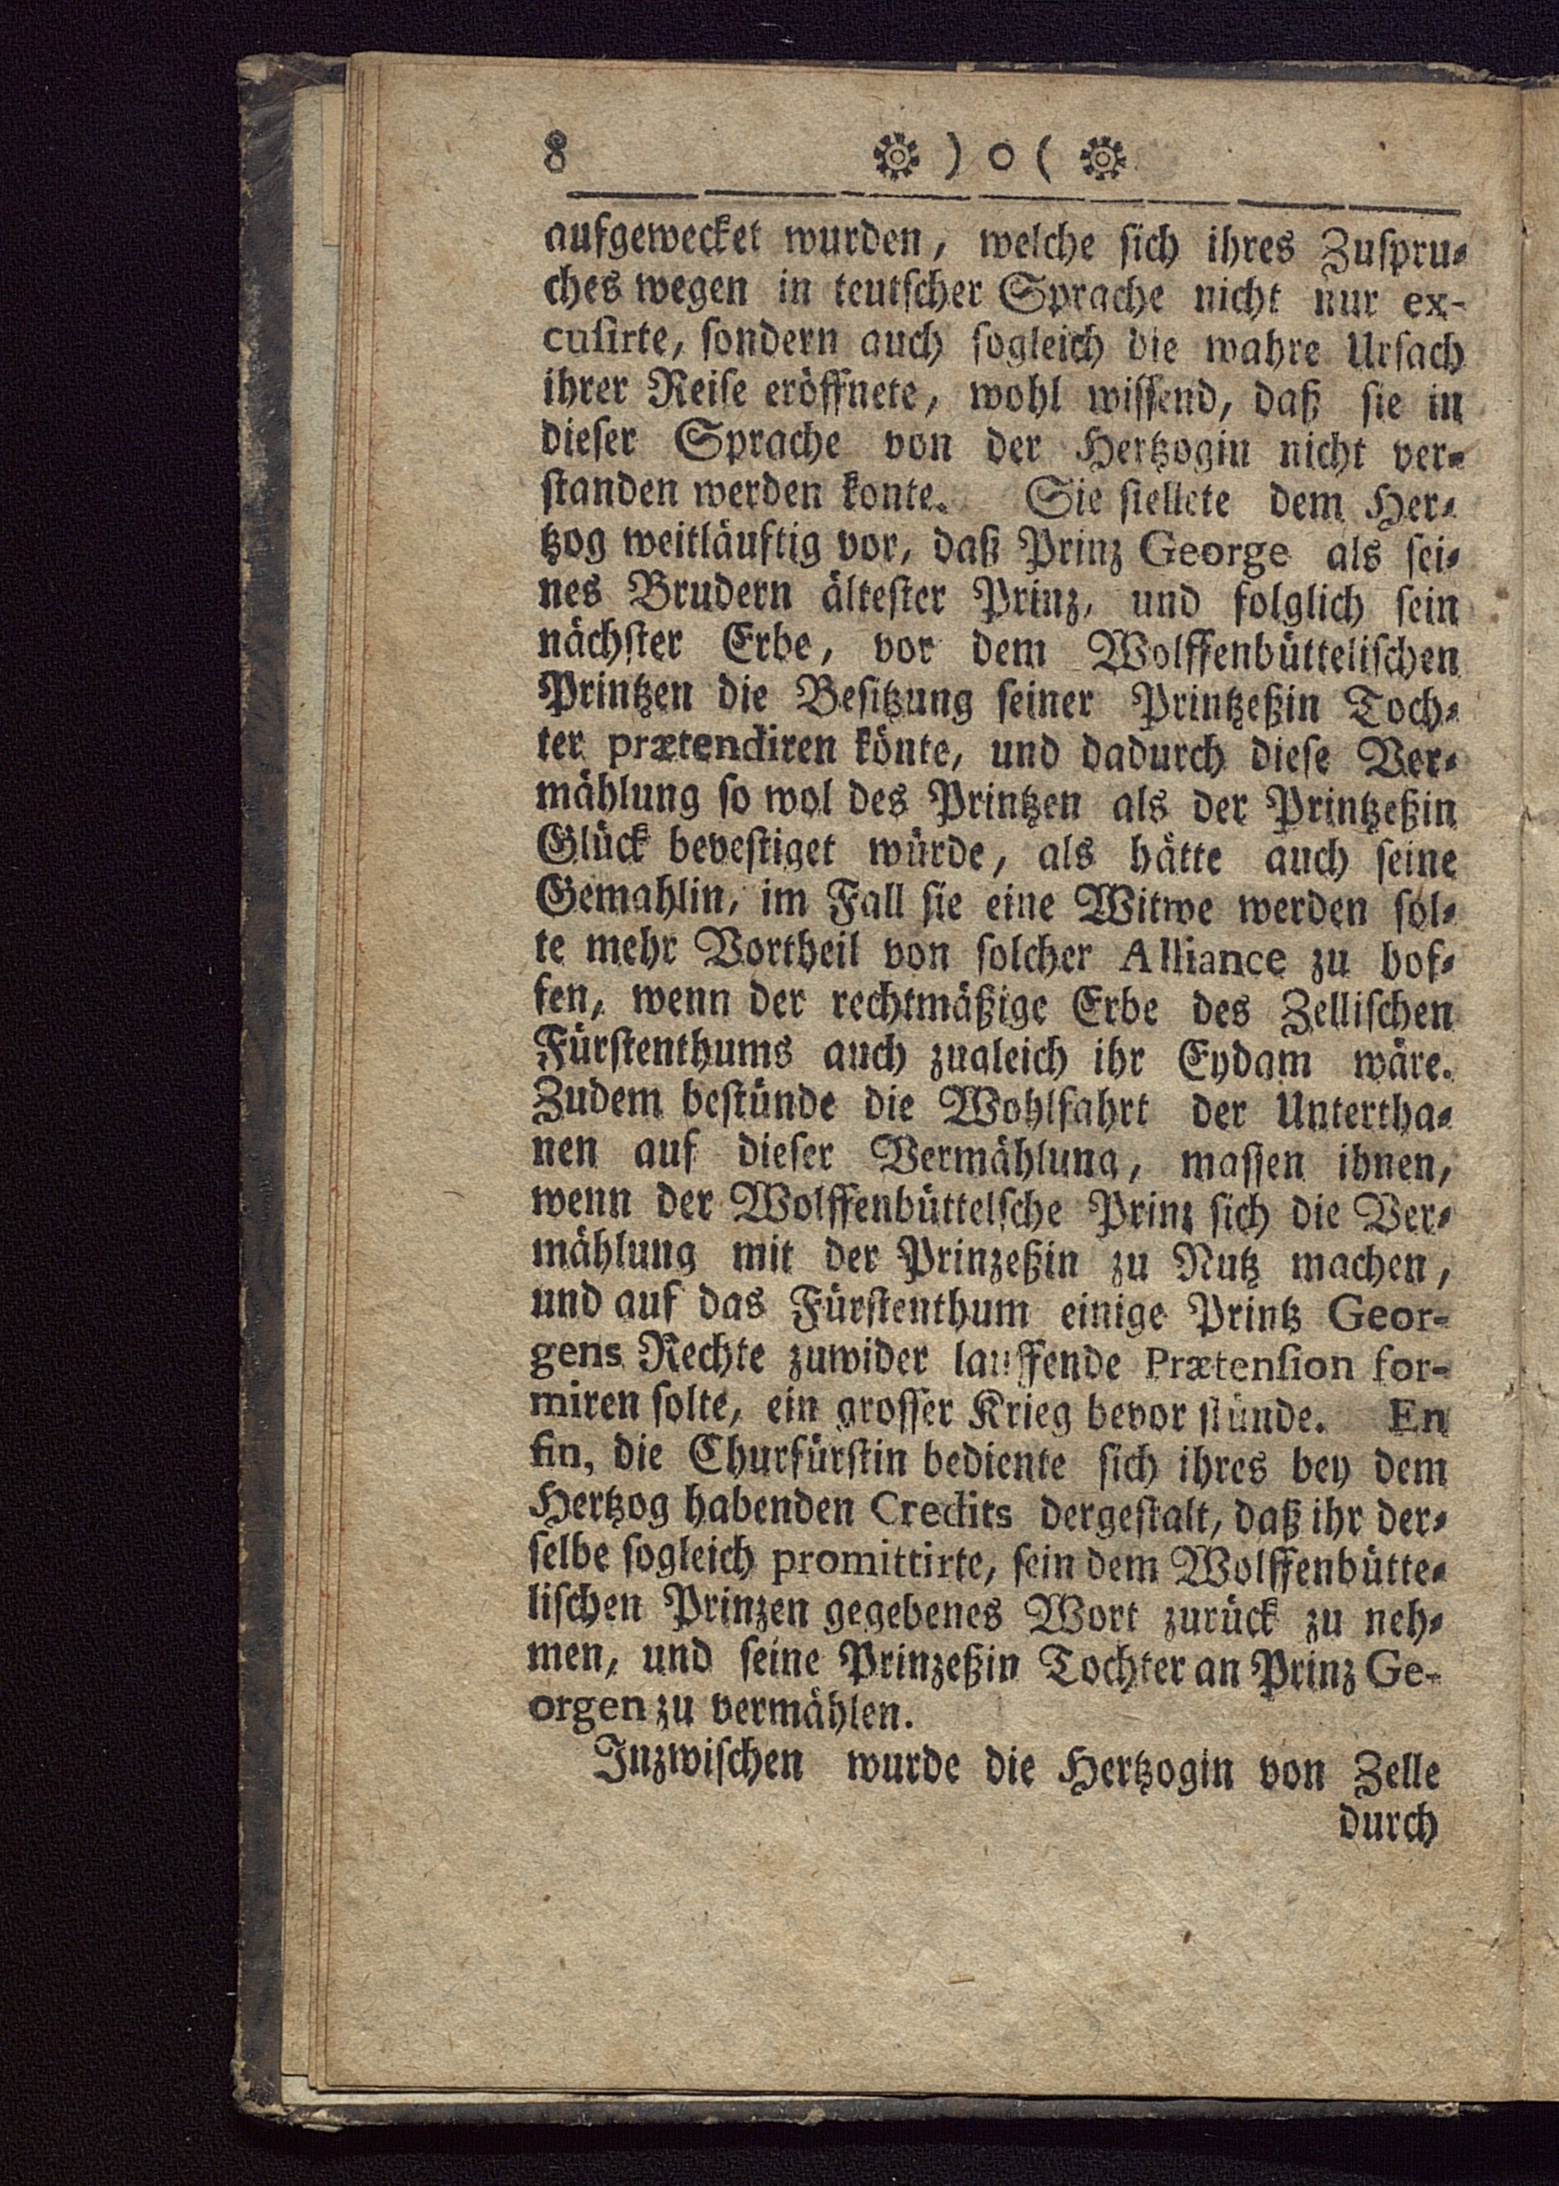 8 ❁ ) o ( ❁
aufgewecket wurden, welche sich ihres Zuspru-
ches wegen in teutscher Sprache nicht nur ex-
cusirte, sondern auch sogleich die wahre Ursach
ihrer Reise eröffnete, wohl wissend, daß sie in
dieser Sprache von der Hertzogin nicht ver-
standen werden konte. Sie stellete dem Her-
tzog weitläuftig vor, daß Prinz George als sei-
nes Brudern ältester Prinz, und folglich sein
nächster Erbe, vor dem Wolffenbüttelischen
Printzen die Besitzung seiner Printzeßin Toch-
ter prætendiren könte, und dadurch diese Ver-
mählung so wol des Printzen als der Printzeßin
Glück bevestiget würde, als hätte auch seine
Gemahlin, im Fall sie eine Witwe werden sol-
te mehr Vortheil von solcher Alliance zu hof-
fen, wenn der rechtmäßige Erbe des Zellischen
Fürstenthums auch zugleich ihr Eydam wäre.
Zudem bestünde die Wohlfahrt der Untertha-
nen auf dieser Vermählung, massen ihnen,
wenn der Wolffenbüttelsche Prinz sich die Ver-
mählung mit der Prinzeßin zu Nutz machen,
und auf das Fürstenthum einige Printz Geor-
gens Rechte zuwider lauffende Prætension for-
miren solte, ein grosser Krieg bevor stünde. En
fin, die Churfürstin bediente sich ihres bey dem
Hertzog habenden Credits dergestalt, daß ihr der-
selbe sogleich promittirte, sein dem Wolffenbütte-
lischen Prinzen gegebenes Wort zurück zu neh-
men, und seine Prinzeßin Tochter an Prinz Ge-
orgen zu vermählen.
Inzwischen wurde die Hertzogin von Zelle
durch